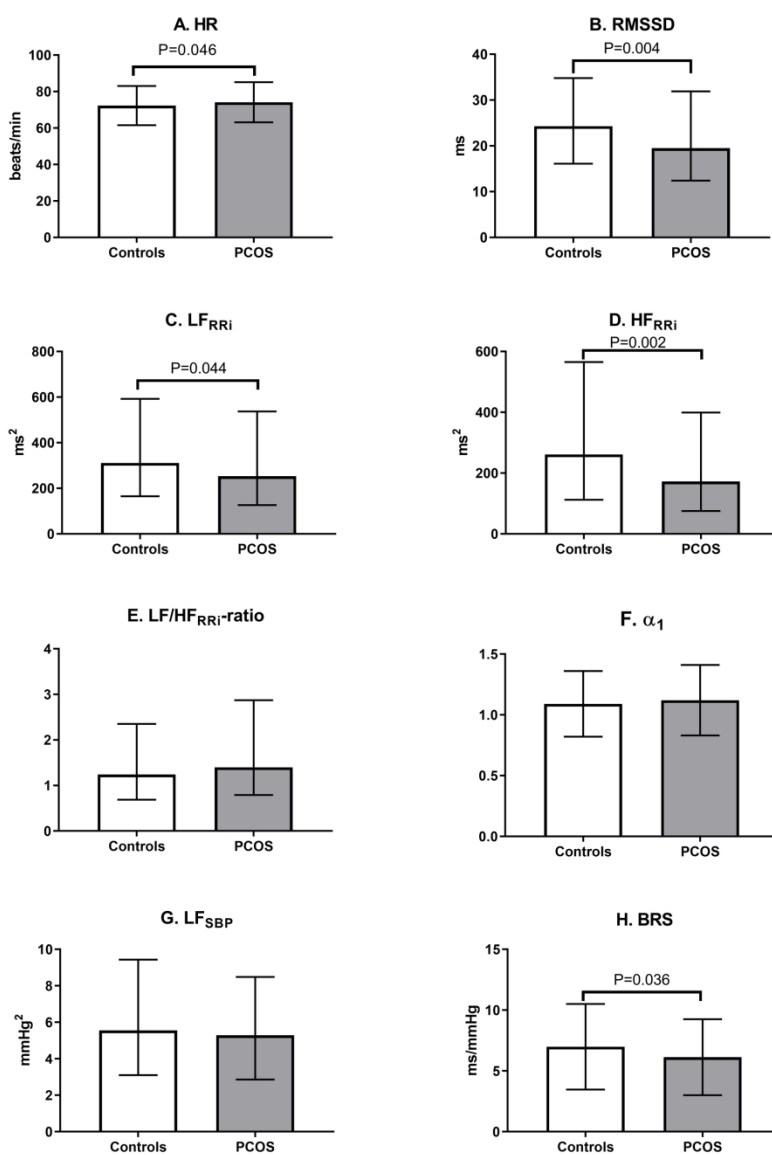 A. HR
P=0.046
beats/min
100
80
60
40
20
0
Controls PCOS
B. RMSSD
P=0.004
ms
40
30
20
10
0
Controls PCOS
C. LFRRi
P=0.044
ms²
800
600
400
200
0
Controls PCOS
D. HFRRi
P=0.002
ms²
600
400
200
0
Controls PCOS
E. LF/HFRRi-ratio
4
3
2
1
0
Controls PCOS
F. α1
1.5
1.0
0.5
0.0
Controls PCOS
G. LFSBP
mmHg²
10
8
6
4
2
0
Controls PCOS
H. BRS
P=0.036
ms/mmHg
15
10
5
0
Controls PCOS